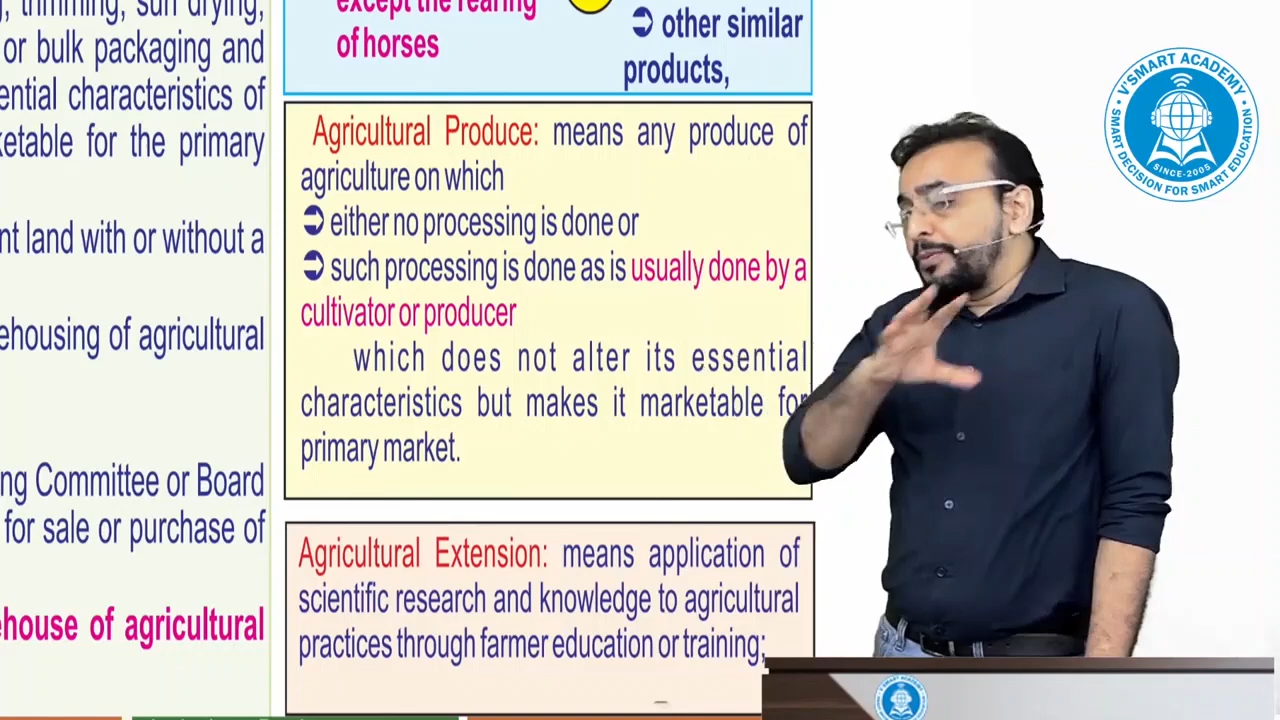 trimming, sun drying,
or bulk packaging and
ential characteristics of
ketable for the primary
nt land with or without a
ehousing of agricultural
ng Committee or Board
for sale or purchase of
ehouse of agricultural
except the rearing
of horses
➲ other similar
products,
Agricultural Produce: means any produce of
agriculture on which
➲ either no processing is done or
➲ such processing is done as is usually done by a
cultivator or producer
which does not alter its essential
characteristics but makes it marketable for
primary market.
Agricultural Extension: means application of
scientific research and knowledge to agricultural
practices through farmer education or training;
V'SMART ACADEMY
SINCE-2005
SMART DECISION FOR SMART EDUCATION